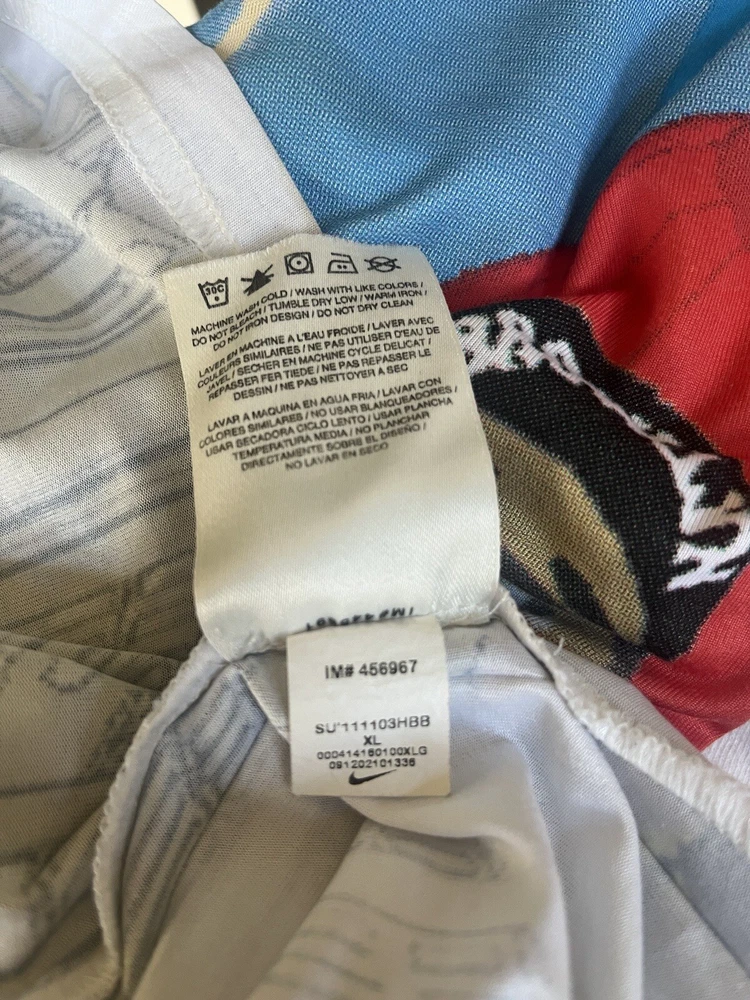 30C
MACHINE WASH COLD / WASH WITH LIKE COLORS /
DO NOT BLEACH / TUMBLE DRY LOW / WARM IRON /
DO NOT IRON DESIGN / DO NOT DRY CLEAN
LAVER EN MACHINE A L'EAU FROIDE / LAVER AVEC
COULEURS SIMILAIRES / NE PAS UTILISER D'EAU DE
JAVEL / SECHER EN MACHINE CYCLE DELICAT /
REPASSER FER TIEDE / NE PAS REPASSER LE
DESSIN / NE PAS NETTOYER A SEC
LAVAR A MAQUINA EN AGUA FRIA / LAVAR CON
COLORES SIMILARES / NO USAR BLANQUEADORES /
USAR SECADORA CICLO LENTO / USAR PLANCHA
TEMPERATURA MEDIA / NO PLANCHAR
DIRECTAMENTE SOBRE EL DISEÑO /
NO LAVAR EN SECO
IM# 456967
SU'111103HBB
XL
000414160100XLG
091202101336